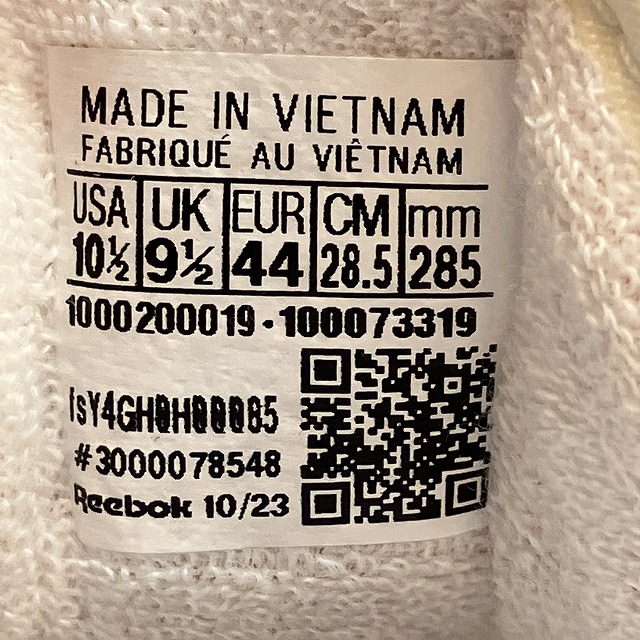 MADE IN VIETNAM
FABRIQUÉ AU VIÊTNAM
USA UK EUR CM mm
10½ 9½ 44 28.5 285
1000200019 · 100073319
#3000078548
Reebok 10/23